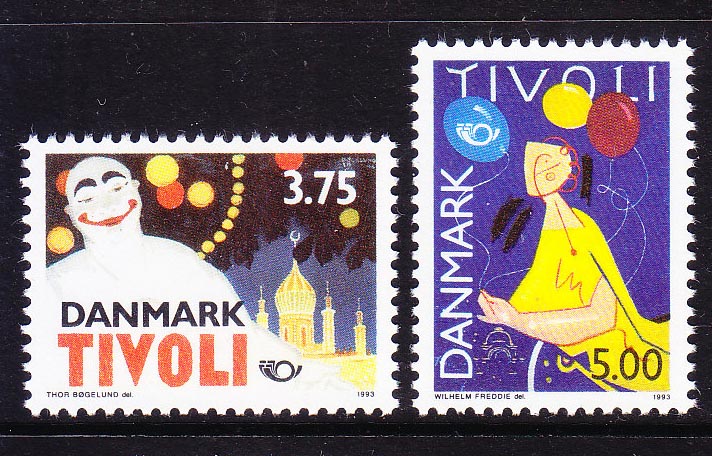 3.75
DANMARK
TIVOLI
THOR BØGELUND del.
1993
TIVOLI
DANMARK
5.00
WILHELM FREDDIE del.
1993